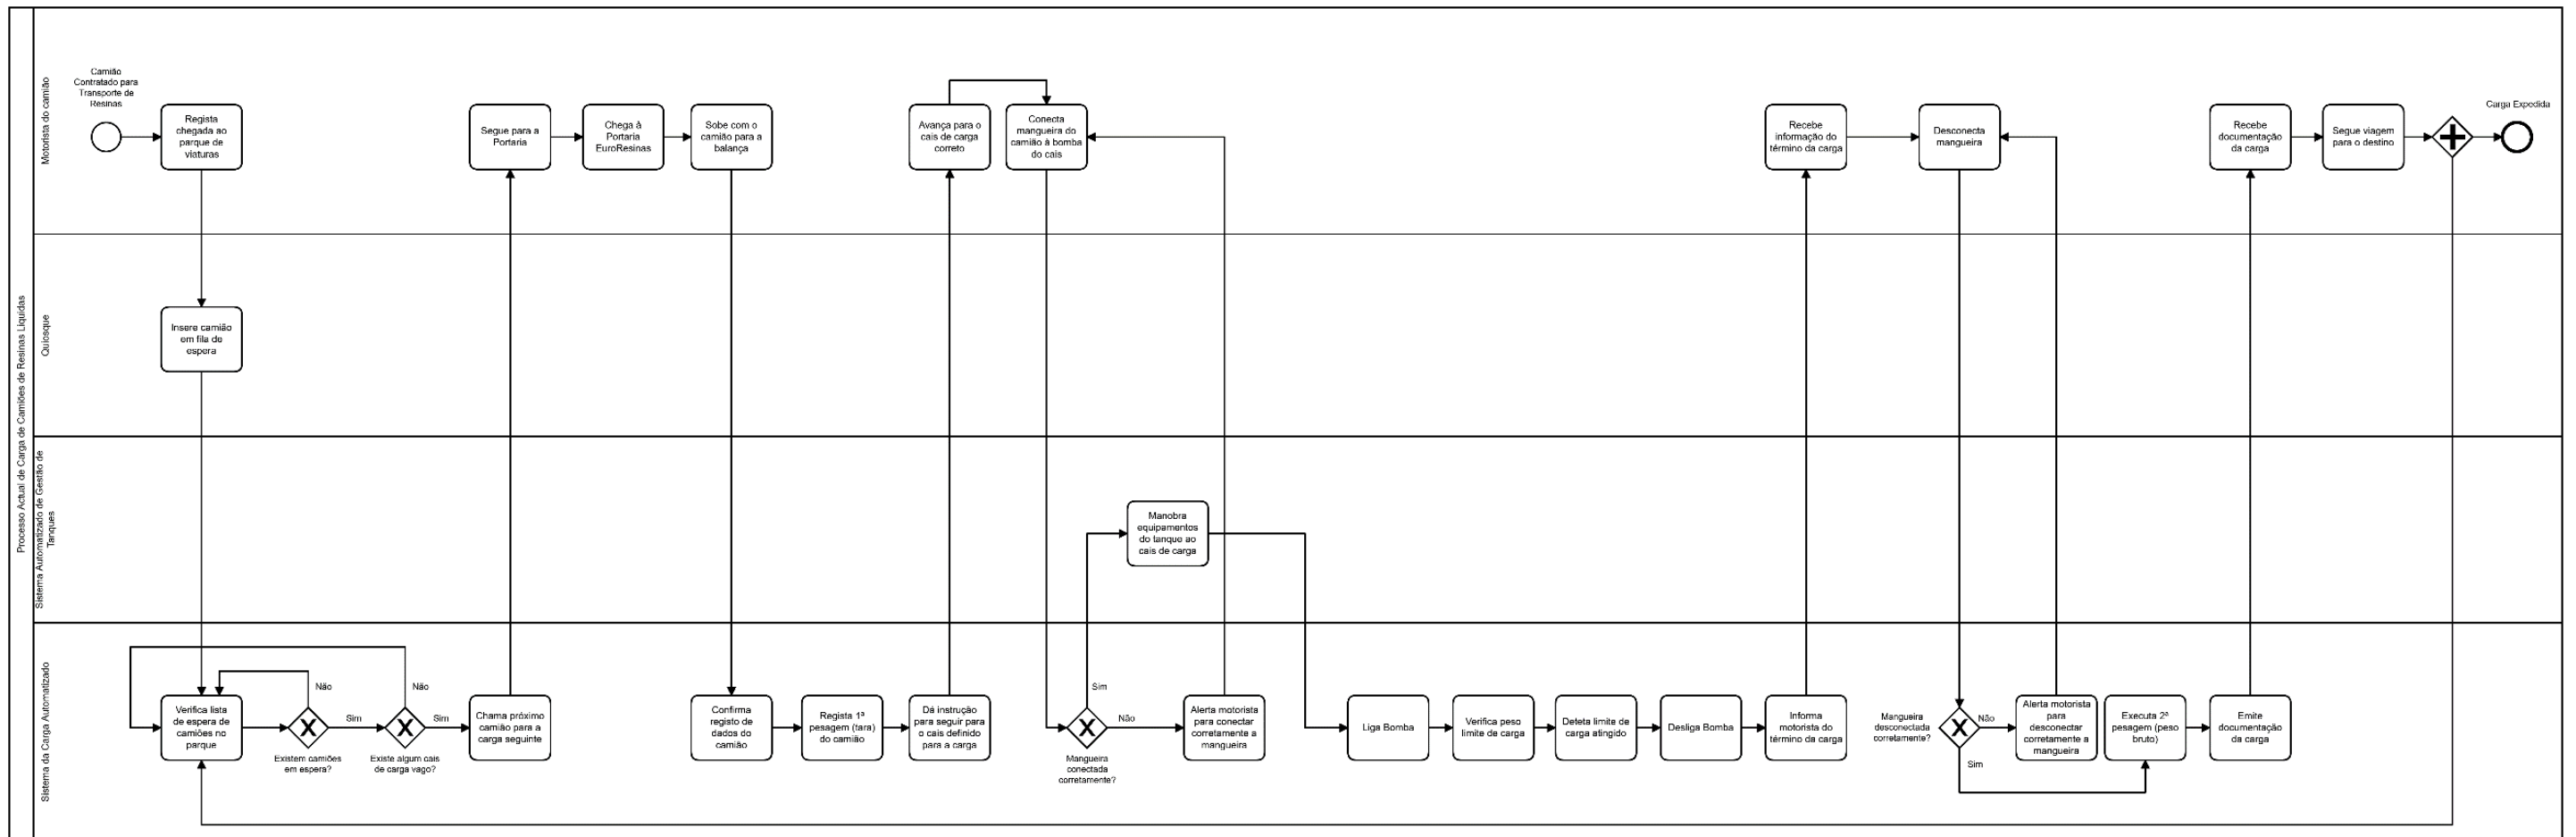 Processo Actual de Carga de Camiões de Resinas Líquidas
Motorista do camião
Camião
Contratado para
Transporte de
Resinas
Regista
chegada ao
parque de
viaturas
Segue para a
Portaria
Chega à
Portaria
EuroResinas
Sobe com o
camião para a
balança
Avança para o
cais de carga
correto
Conecta
mangueira do
camião à bomba
do cais
Recebe
informação do
término da carga
Desconecta
mangueira
Recebe
documentação
da carga
Segue viagem
para o destino
Carga Expedida
Quiosque
Insere camião
em fila de
espera
Sistema Automatizado de Gestão de
Tanques
Manobra
equipamentos
do tanque ao
cais de carga
Sistema da Carga Automatizado
Verifica lista
de espera de
camiões no
parque
Não
Sim
Existem camiões
em espera?
Não
Sim
Existe algum cais
de carga vago?
Chama próximo
camião para a
carga seguinte
Confirma
registo de
dados do
camião
Regista 1ª
pesagem (tara)
do camião
Dá instrução
para seguir para
o cais definido
para a carga
Sim
Não
Mangueira
conectada
corretamente?
Alerta motorista
para conectar
corretamente a
mangueira
Liga Bomba
Verifica peso
limite de carga
Deteta limite de
carga atingido
Desliga Bomba
Informa
motorista do
término da carga
Mangueira
desconectada
corretamente?
Não
Sim
Alerta motorista
para
desconectar
corretamente a
mangueira
Executa 2ª
pesagem (peso
bruto)
Emite
documentação
da carga